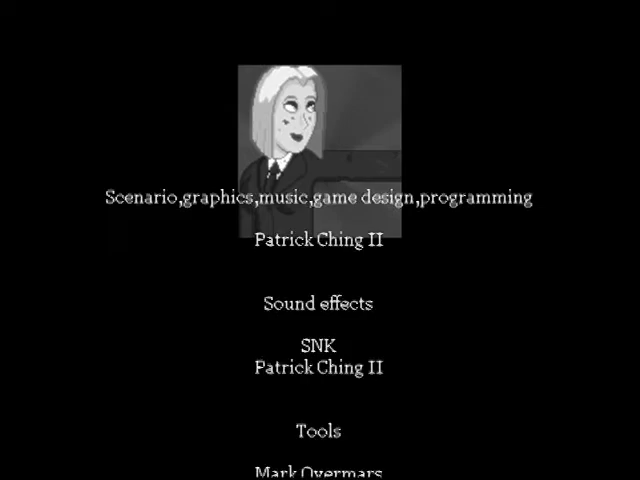 Scenario,graphics,music,game design,programming
Patrick Ching II
Sound effects
SNK
Patrick Ching II
Tools
Mark Overmars